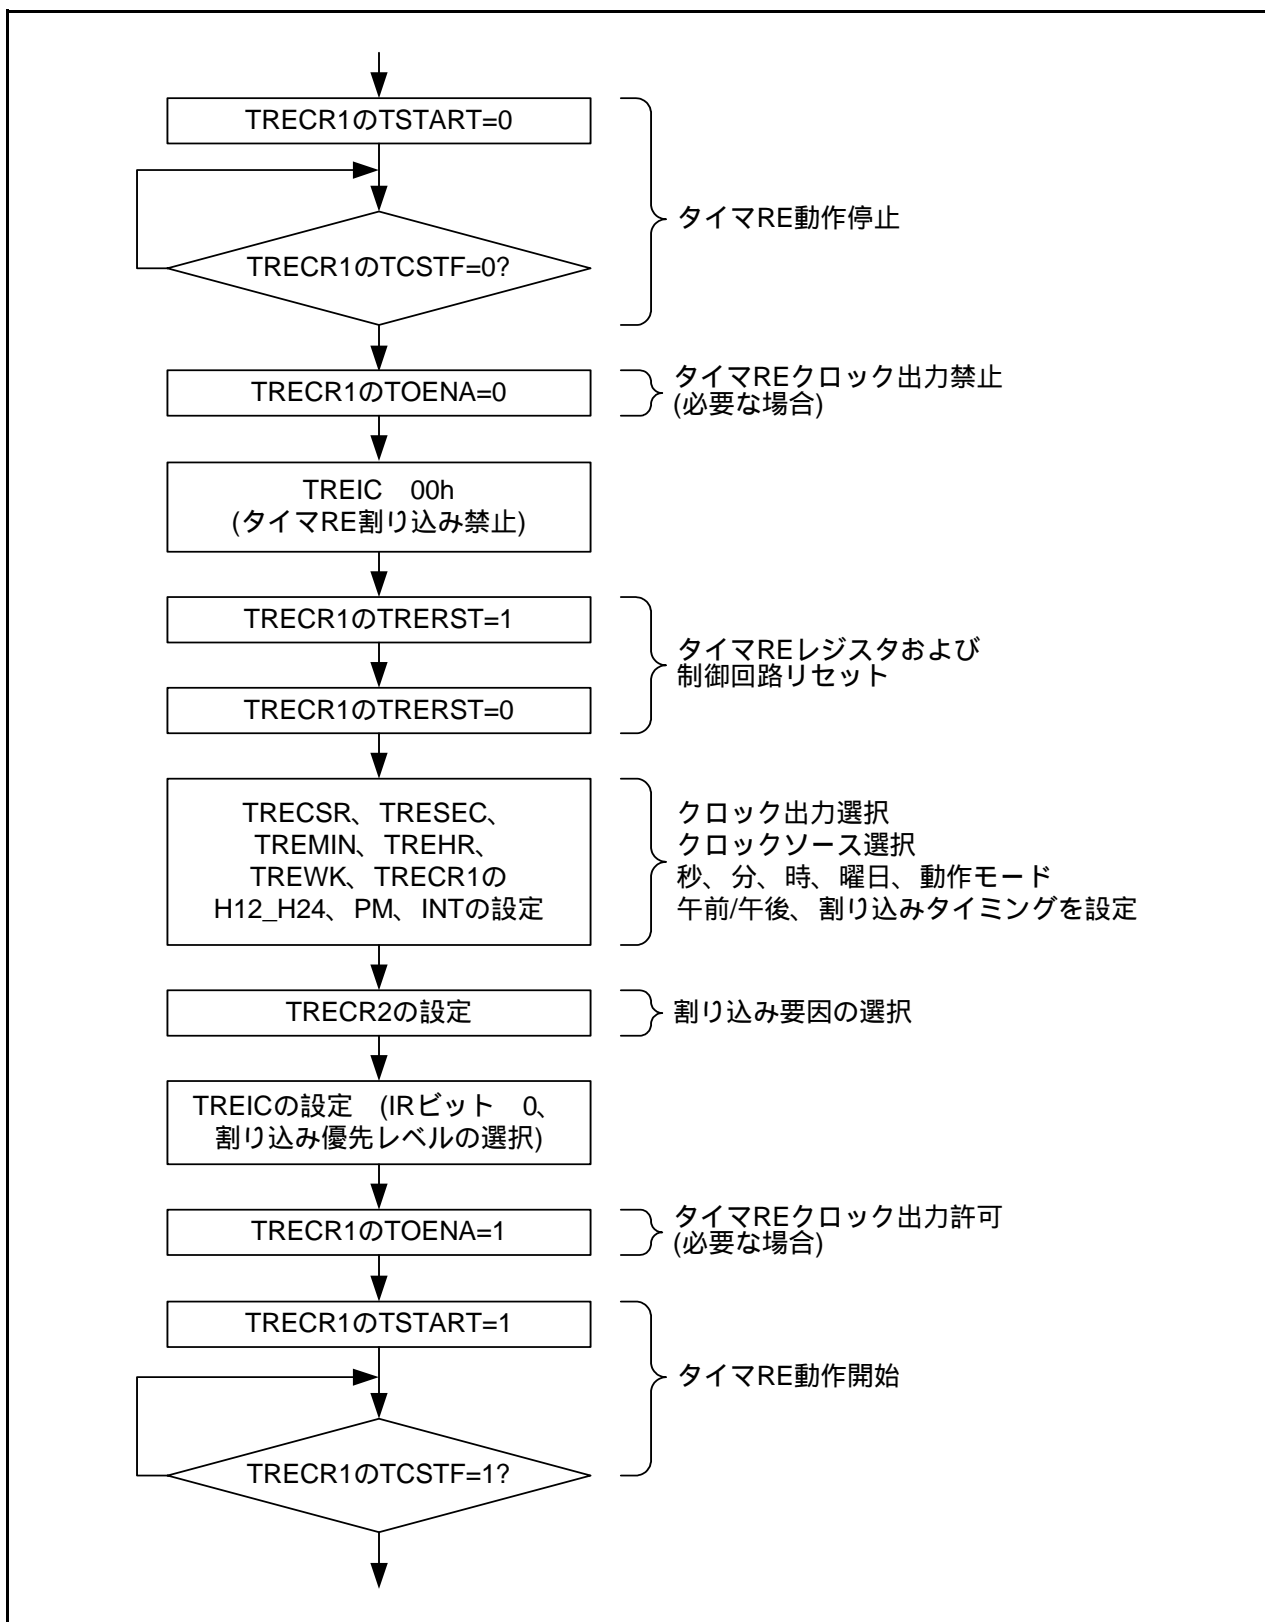 TRECR1のTSTART=0
TRECR1のTCSTF=0?
タイマRE動作停止
TRECR1のTOENA=0
タイマREクロック出力禁止
(必要な場合)
TREIC　00h
(タイマRE割り込み禁止)
TRECR1のTRERST=1
TRECR1のTRERST=0
タイマREレジスタおよび
制御回路リセット
TRECSR、TRESEC、
TREMIN、TREHR、
TREWK、TRECR1の
H12_H24、PM、INTの設定
クロック出力選択
クロックソース選択
秒、分、時、曜日、動作モード
午前/午後、割り込みタイミングを設定
TRECR2の設定
割り込み要因の選択
TREICの設定　(IRビット　0、
割り込み優先レベルの選択)
TRECR1のTOENA=1
タイマREクロック出力許可
(必要な場合)
TRECR1のTSTART=1
TRECR1のTCSTF=1?
タイマRE動作開始